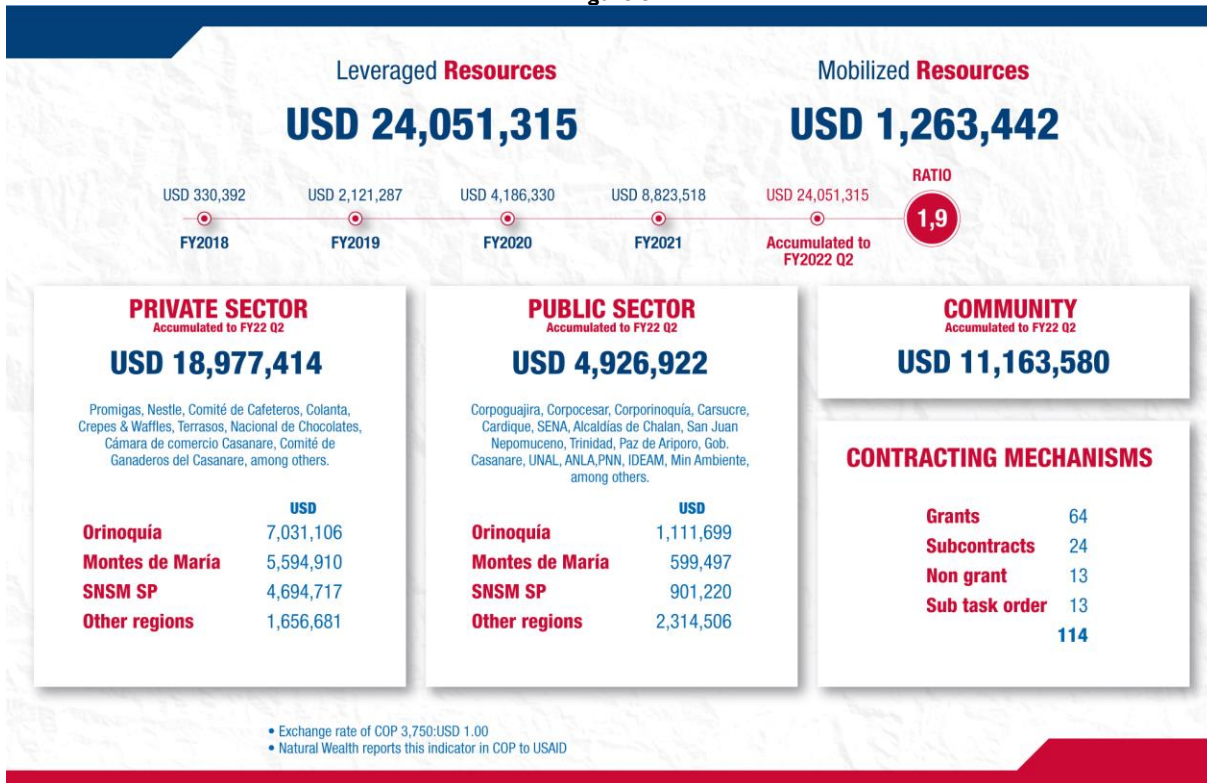 Leveraged Resources
USD 24,051,315
Mobilized Resources
USD 1,263,442
USD 330,392
FY2018
USD 2,121,287
FY2019
USD 4,186,330
FY2020
USD 8,823,518
FY2021
USD 24,051,315
Accumulated to
FY2022 Q2
RATIO
1,9
PRIVATE SECTOR
Accumulated to FY22 Q2
USD 18,977,414
Promigas, Nestle, Comité de Cafeteros, Colanta,
Crepes & Waffles, Terrasos, Nacional de Chocolates,
Cámara de comercio Casanare, Comité de
Ganaderos del Casanare, among others.
USD
Orinoquía 7,031,106
Montes de María 5,594,910
SNSM SP 4,694,717
Other regions 1,656,681
PUBLIC SECTOR
Accumulated to FY22 Q2
USD 4,926,922
Corpoguajira, Corpocesar, Corporinoquía, Carsucre,
Cardique, SENA, Alcaldías de Chalan, San Juan
Nepomuceno, Trinidad, Paz de Ariporo, Gob.
Casanare, UNAL, ANLA,PNN, IDEAM, Min Ambiente,
among others.
USD
Orinoquía 1,111,699
Montes de María 599,497
SNSM SP 901,220
Other regions 2,314,506
COMMUNITY
Accumulated to FY22 Q2
USD 11,163,580
CONTRACTING MECHANISMS
Grants 64
Subcontracts 24
Non grant 13
Sub task order 13
114
• Exchange rate of COP 3,750:USD 1.00
• Natural Wealth reports this indicator in COP to USAID